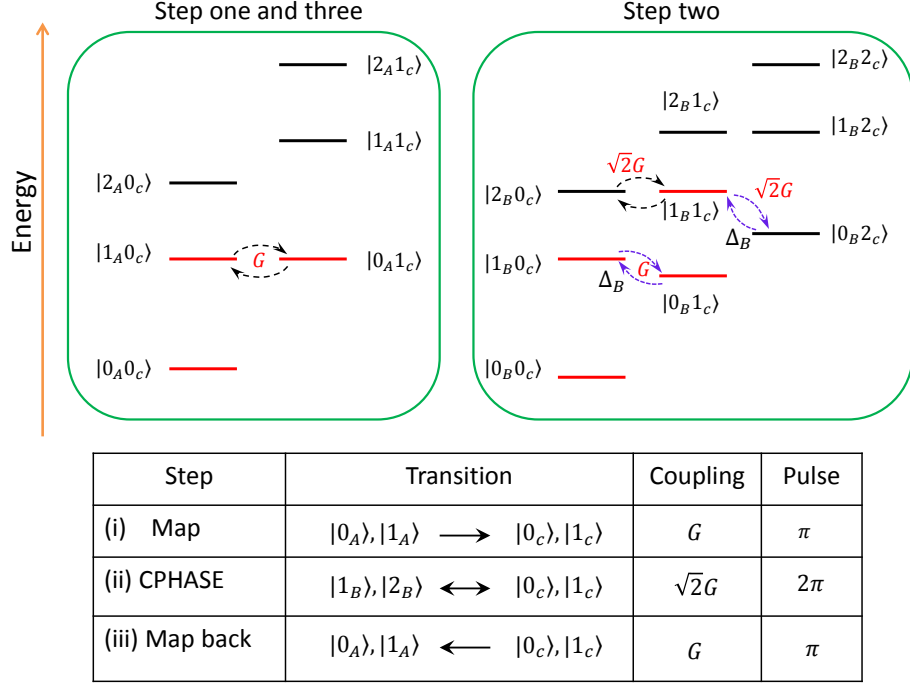 Step one and three
Step two
Energy
|2_A1_c⟩
|1_A1_c⟩
|2_A0_c⟩
|1_A0_c⟩
G
|0_A1_c⟩
|0_A0_c⟩
|2_B2_c⟩
|2_B1_c⟩
|1_B2_c⟩
√2G
|2_B0_c⟩
√2G
|1_B1_c⟩
Δ_B
|0_B2_c⟩
|1_B0_c⟩
G
Δ_B
|0_B1_c⟩
|0_B0_c⟩
Step Transition Coupling Pulse
(i) Map |0_A⟩, |1_A⟩ ⟶ |0_c⟩, |1_c⟩ G π
(ii) CPHASE |1_B⟩, |2_B⟩ ⟷ |0_c⟩, |1_c⟩ √2G 2π
(iii) Map back |0_A⟩, |1_A⟩ ⟵ |0_c⟩, |1_c⟩ G π